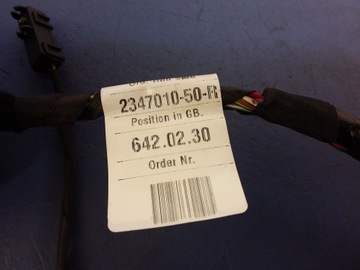 2347010-50-H
Position in GB.
642.02.30
Order Nr.